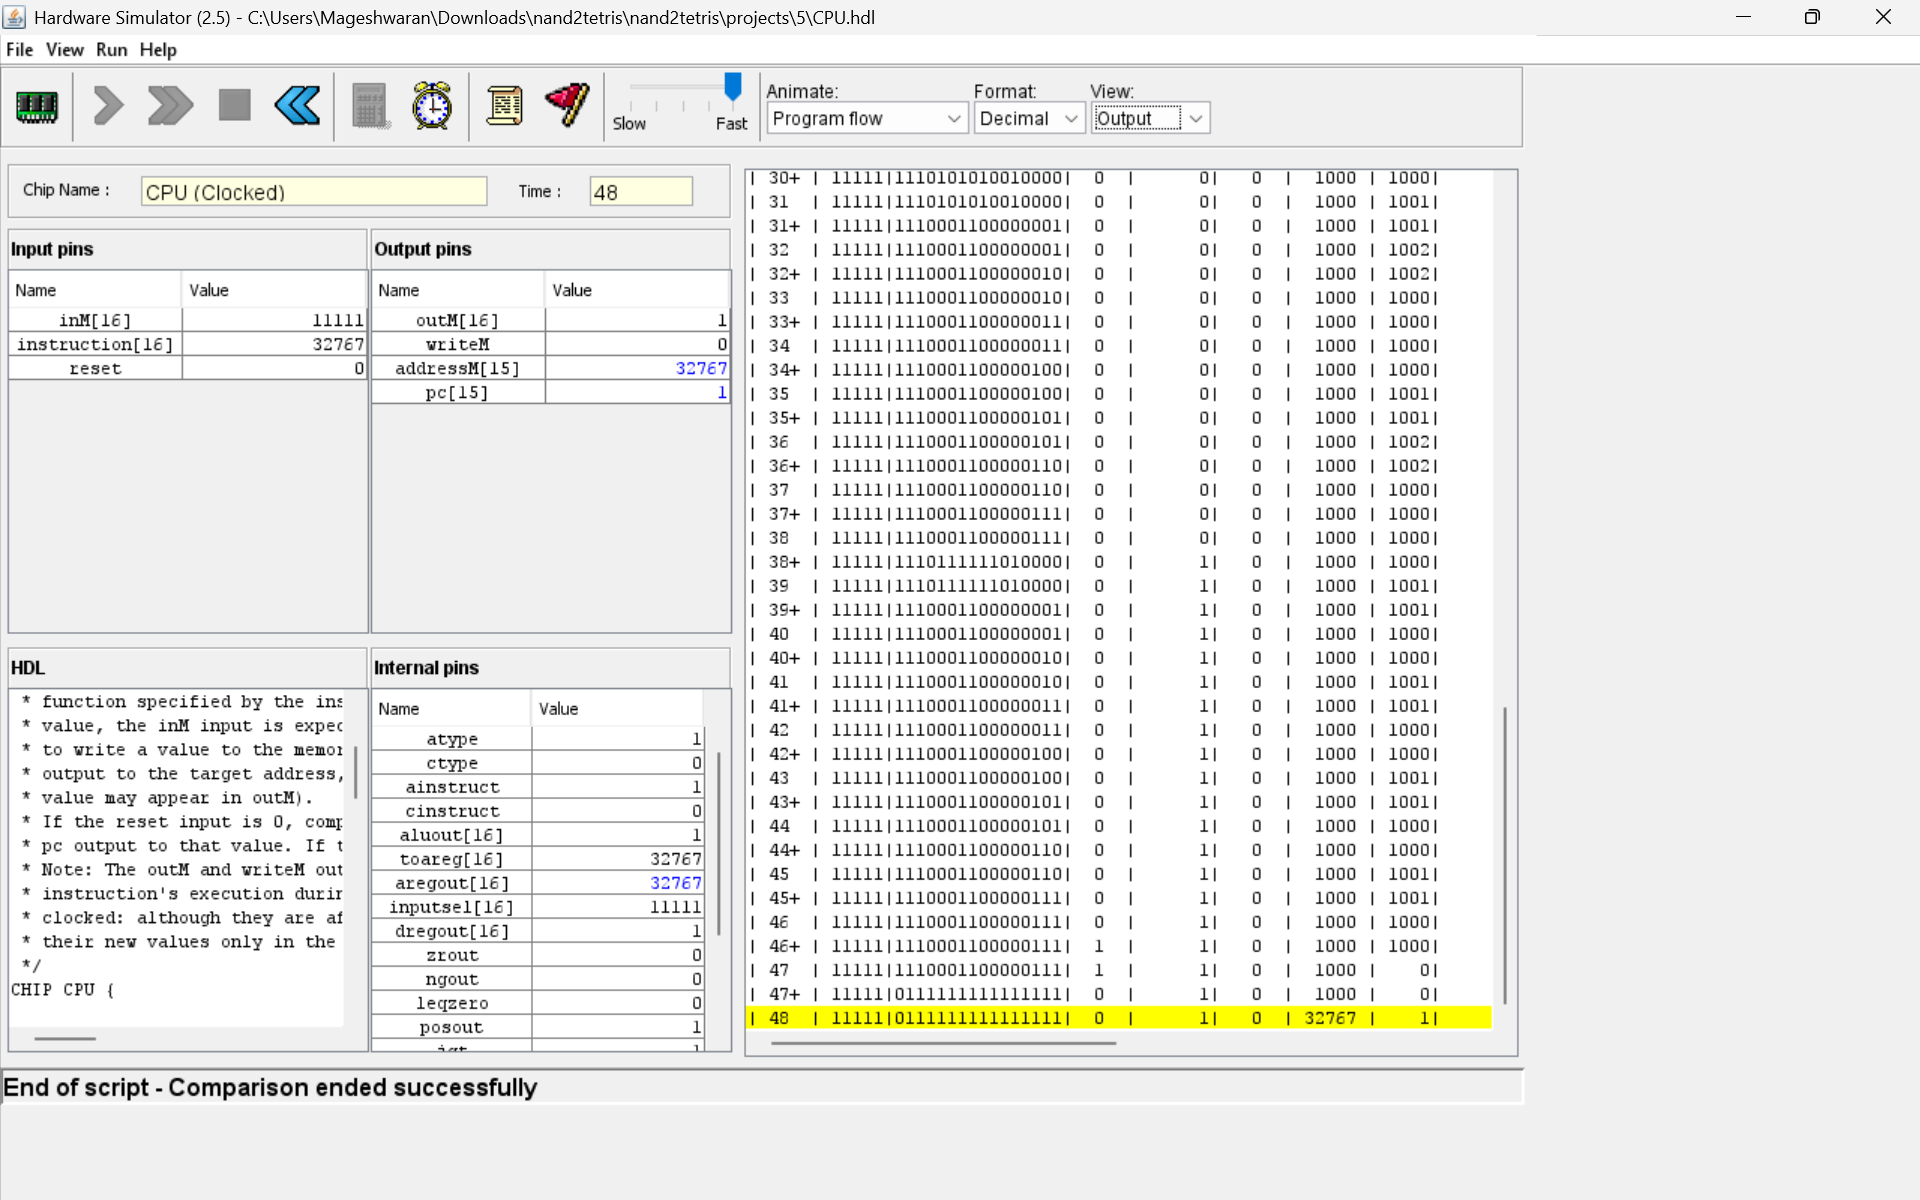 Hardware Simulator (2.5) - C:\Users\Mageshwaran\Downloads\nand2tetris\nand2tetris\projects\5\CPU.hdl
File View Run Help
Slow Fast
Animate:
Program flow
Format:
Decimal
View:
Output
Chip Name : CPU (Clocked) Time : 48
Input pins
Name Value
inM[16] 11111
instruction[16] 32767
reset 0
Output pins
Name Value
outM[16] 1
writeM 0
addressM[15] 32767
pc[15] 1
HDL
* function specified by the ins
* value, the inM input is expec
* to write a value to the memor
* output to the target address,
* value may appear in outM).
* If the reset input is 0, comp
* pc output to that value. If t
* Note: The outM and writeM out
* instruction's execution durin
* clocked: although they are af
* their new values only in the
*/
CHIP CPU {
Internal pins
Name Value
atype 1
ctype 0
ainstruct 1
cinstruct 0
aluout[16] 1
toareg[16] 32767
aregout[16] 32767
inputsel[16] 11111
dregout[16] 1
zrout 0
ngout 0
leqzero 0
posout 1
jgt 1
| 30+ | 11111|1110101010010000| 0 | 0| 0 | 1000 | 1000|
| 31 | 11111|1110101010010000| 0 | 0| 0 | 1000 | 1001|
| 31+ | 11111|1110001100000001| 0 | 0| 0 | 1000 | 1001|
| 32 | 11111|1110001100000001| 0 | 0| 0 | 1000 | 1002|
| 32+ | 11111|1110001100000010| 0 | 0| 0 | 1000 | 1002|
| 33 | 11111|1110001100000010| 0 | 0| 0 | 1000 | 1000|
| 33+ | 11111|1110001100000011| 0 | 0| 0 | 1000 | 1000|
| 34 | 11111|1110001100000011| 0 | 0| 0 | 1000 | 1000|
| 34+ | 11111|1110001100000100| 0 | 0| 0 | 1000 | 1000|
| 35 | 11111|1110001100000100| 0 | 0| 0 | 1000 | 1001|
| 35+ | 11111|1110001100000101| 0 | 0| 0 | 1000 | 1001|
| 36 | 11111|1110001100000101| 0 | 0| 0 | 1000 | 1002|
| 36+ | 11111|1110001100000110| 0 | 0| 0 | 1000 | 1002|
| 37 | 11111|1110001100000110| 0 | 0| 0 | 1000 | 1000|
| 37+ | 11111|1110001100000111| 0 | 0| 0 | 1000 | 1000|
| 38 | 11111|1110001100000111| 0 | 0| 0 | 1000 | 1000|
| 38+ | 11111|1110111111010000| 0 | 1| 0 | 1000 | 1000|
| 39 | 11111|1110111111010000| 0 | 1| 0 | 1000 | 1001|
| 39+ | 11111|1110001100000001| 0 | 1| 0 | 1000 | 1001|
| 40 | 11111|1110001100000001| 0 | 1| 0 | 1000 | 1000|
| 40+ | 11111|1110001100000010| 0 | 1| 0 | 1000 | 1000|
| 41 | 11111|1110001100000010| 0 | 1| 0 | 1000 | 1001|
| 41+ | 11111|1110001100000011| 0 | 1| 0 | 1000 | 1001|
| 42 | 11111|1110001100000011| 0 | 1| 0 | 1000 | 1000|
| 42+ | 11111|1110001100000100| 0 | 1| 0 | 1000 | 1000|
| 43 | 11111|1110001100000100| 0 | 1| 0 | 1000 | 1001|
| 43+ | 11111|1110001100000101| 0 | 1| 0 | 1000 | 1001|
| 44 | 11111|1110001100000101| 0 | 1| 0 | 1000 | 1000|
| 44+ | 11111|1110001100000110| 0 | 1| 0 | 1000 | 1000|
| 45 | 11111|1110001100000110| 0 | 1| 0 | 1000 | 1001|
| 45+ | 11111|1110001100000111| 0 | 1| 0 | 1000 | 1001|
| 46 | 11111|1110001100000111| 0 | 1| 0 | 1000 | 1000|
| 46+ | 11111|1110001100000111| 1 | 1| 0 | 1000 | 1000|
| 47 | 11111|1110001100000111| 1 | 1| 0 | 1000 | 0|
| 47+ | 11111|0111111111111111| 0 | 1| 0 | 1000 | 0|
| 48 | 11111|0111111111111111| 0 | 1| 0 | 32767 | 1|
End of script - Comparison ended successfully